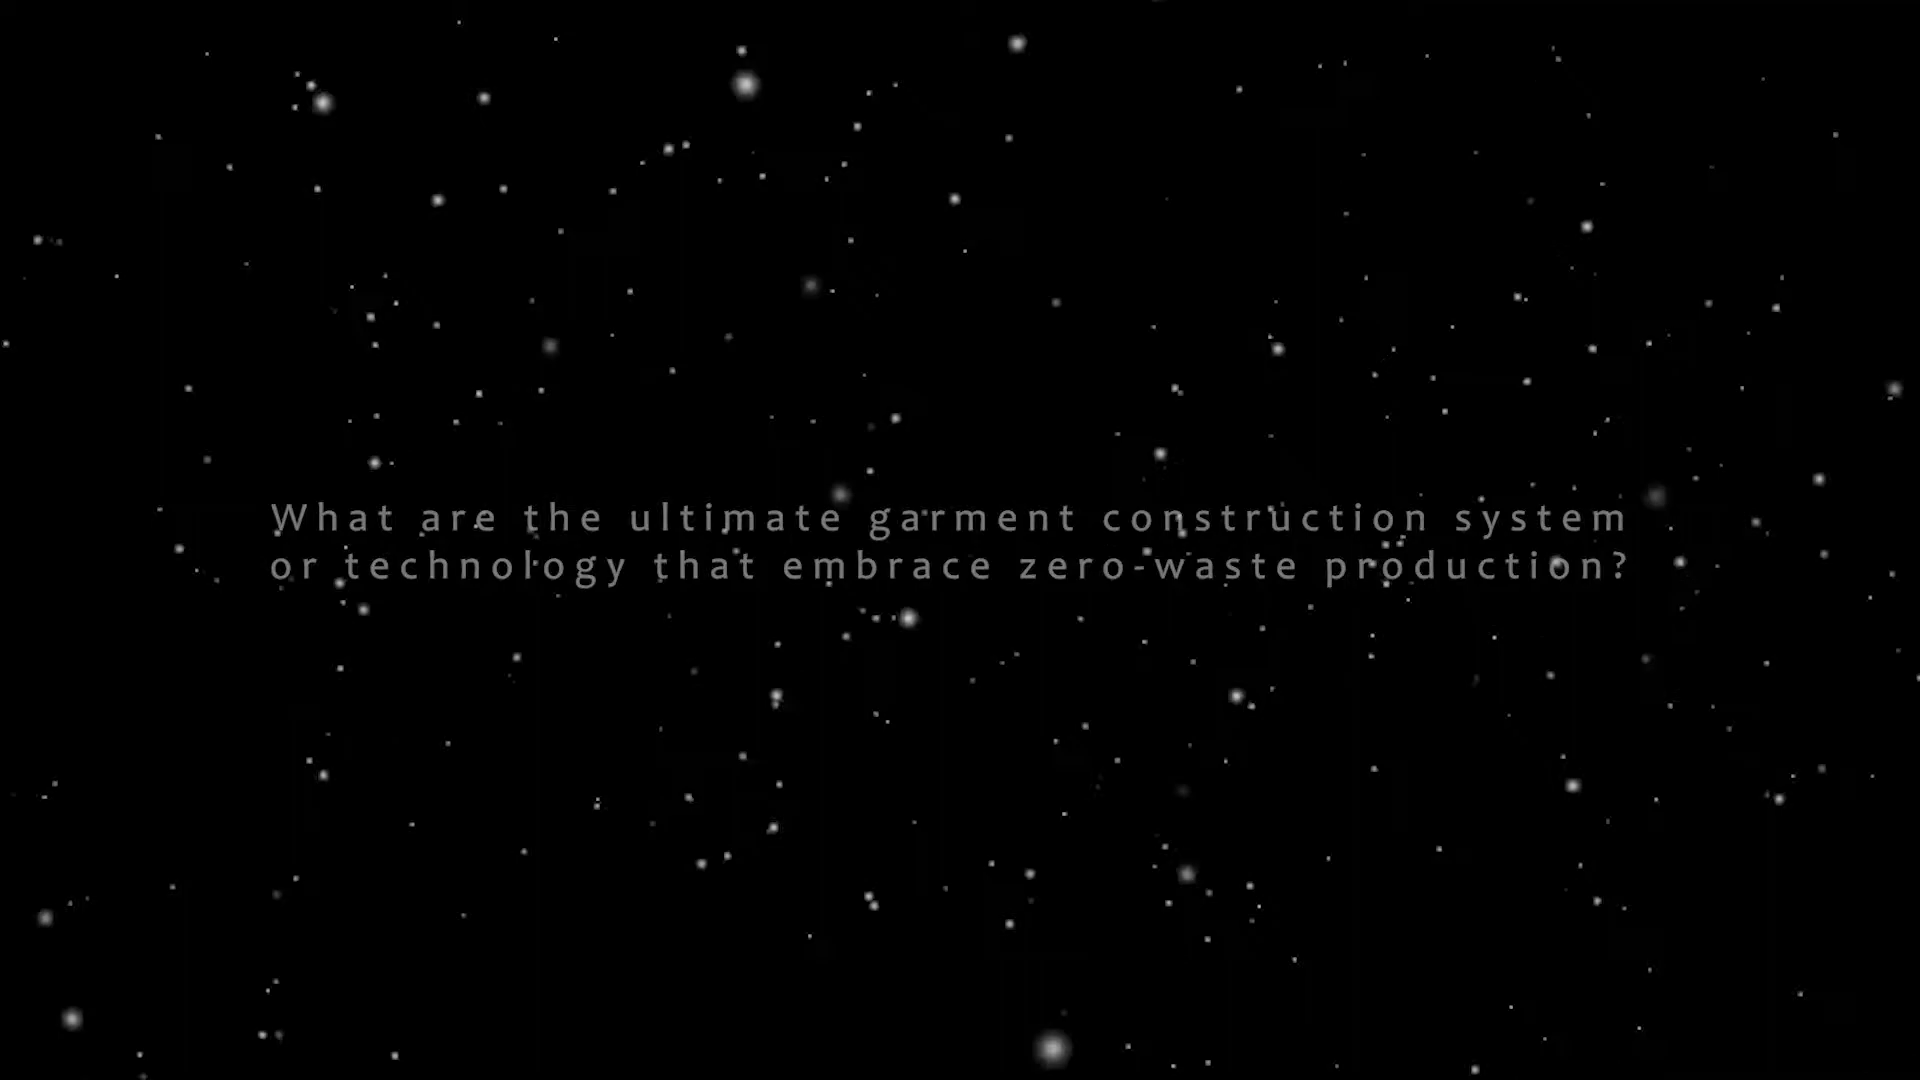 What are the ultimate garment construction system
or technology that embrace zero-waste production?